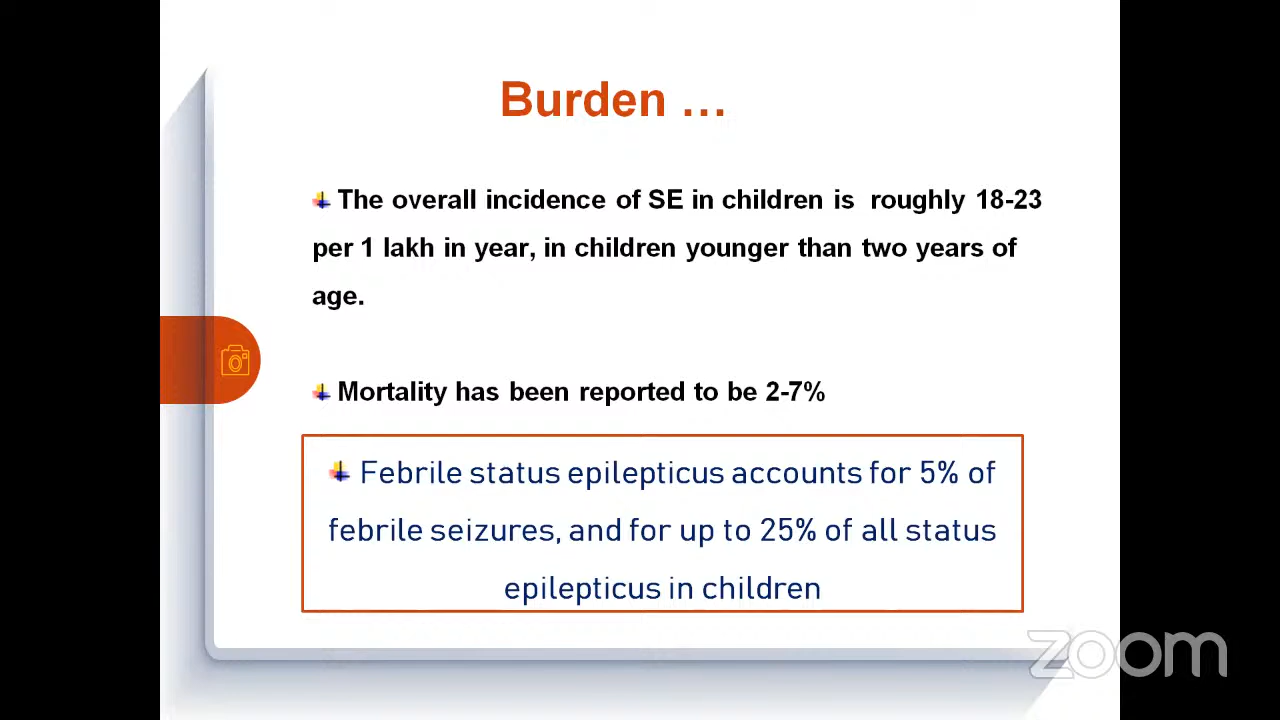 Burden ...
The overall incidence of SE in children is roughly 18-23
per 1 lakh in year, in children younger than two years of
age.
Mortality has been reported to be 2-7%
Febrile status epilepticus accounts for 5% of
febrile seizures, and for up to 25% of all status
epilepticus in children
zoom